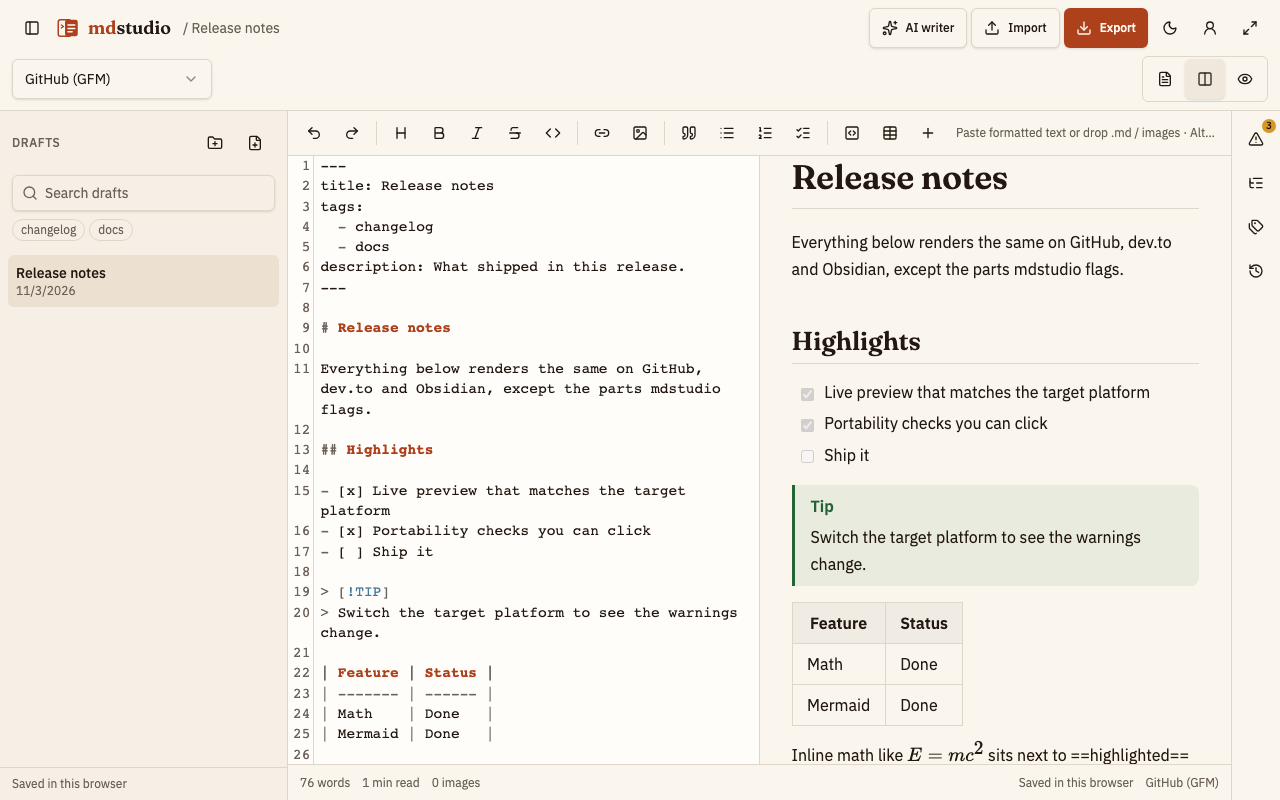 mdstudio / Release notes
AI writer
Import
Export
GitHub (GFM)
DRAFTS
Search drafts
changelog docs
Release notes
11/3/2026
Saved in this browser
Paste formatted text or drop .md / images · Alt…
1 ---
2 title: Release notes
3 tags:
4 - changelog
5 - docs
6 description: What shipped in this release.
7 ---
8
9 # Release notes
10
11 Everything below renders the same on GitHub,
dev.to and Obsidian, except the parts mdstudio
flags.
12
13 ## Highlights
14
15 - [x] Live preview that matches the target
platform
16 - [x] Portability checks you can click
17 - [ ] Ship it
18
19 > [!TIP]
20 > Switch the target platform to see the warnings
change.
21
22 | Feature | Status |
23 | ------- | ------ |
24 | Math | Done |
25 | Mermaid | Done |
26
Release notes
Everything below renders the same on GitHub, dev.to
and Obsidian, except the parts mdstudio flags.
Highlights
Live preview that matches the target platform
Portability checks you can click
Ship it
Tip
Switch the target platform to see the warnings
change.
Feature Status
Math Done
Mermaid Done
Inline math like E = mc² sits next to ==highlighted==
3
76 words 1 min read 0 images
Saved in this browser GitHub (GFM)